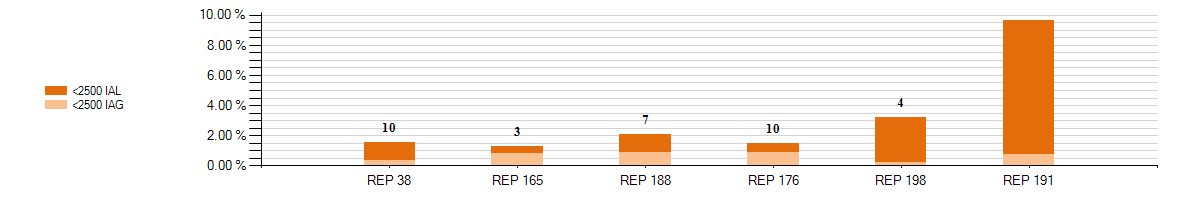 10.00 %
8.00 %
6.00 %
4.00 %
2.00 %
0.00 %
<2500 IAL
<2500 IAG
10
3
7
10
4
REP 38
REP 165
REP 188
REP 176
REP 198
REP 191